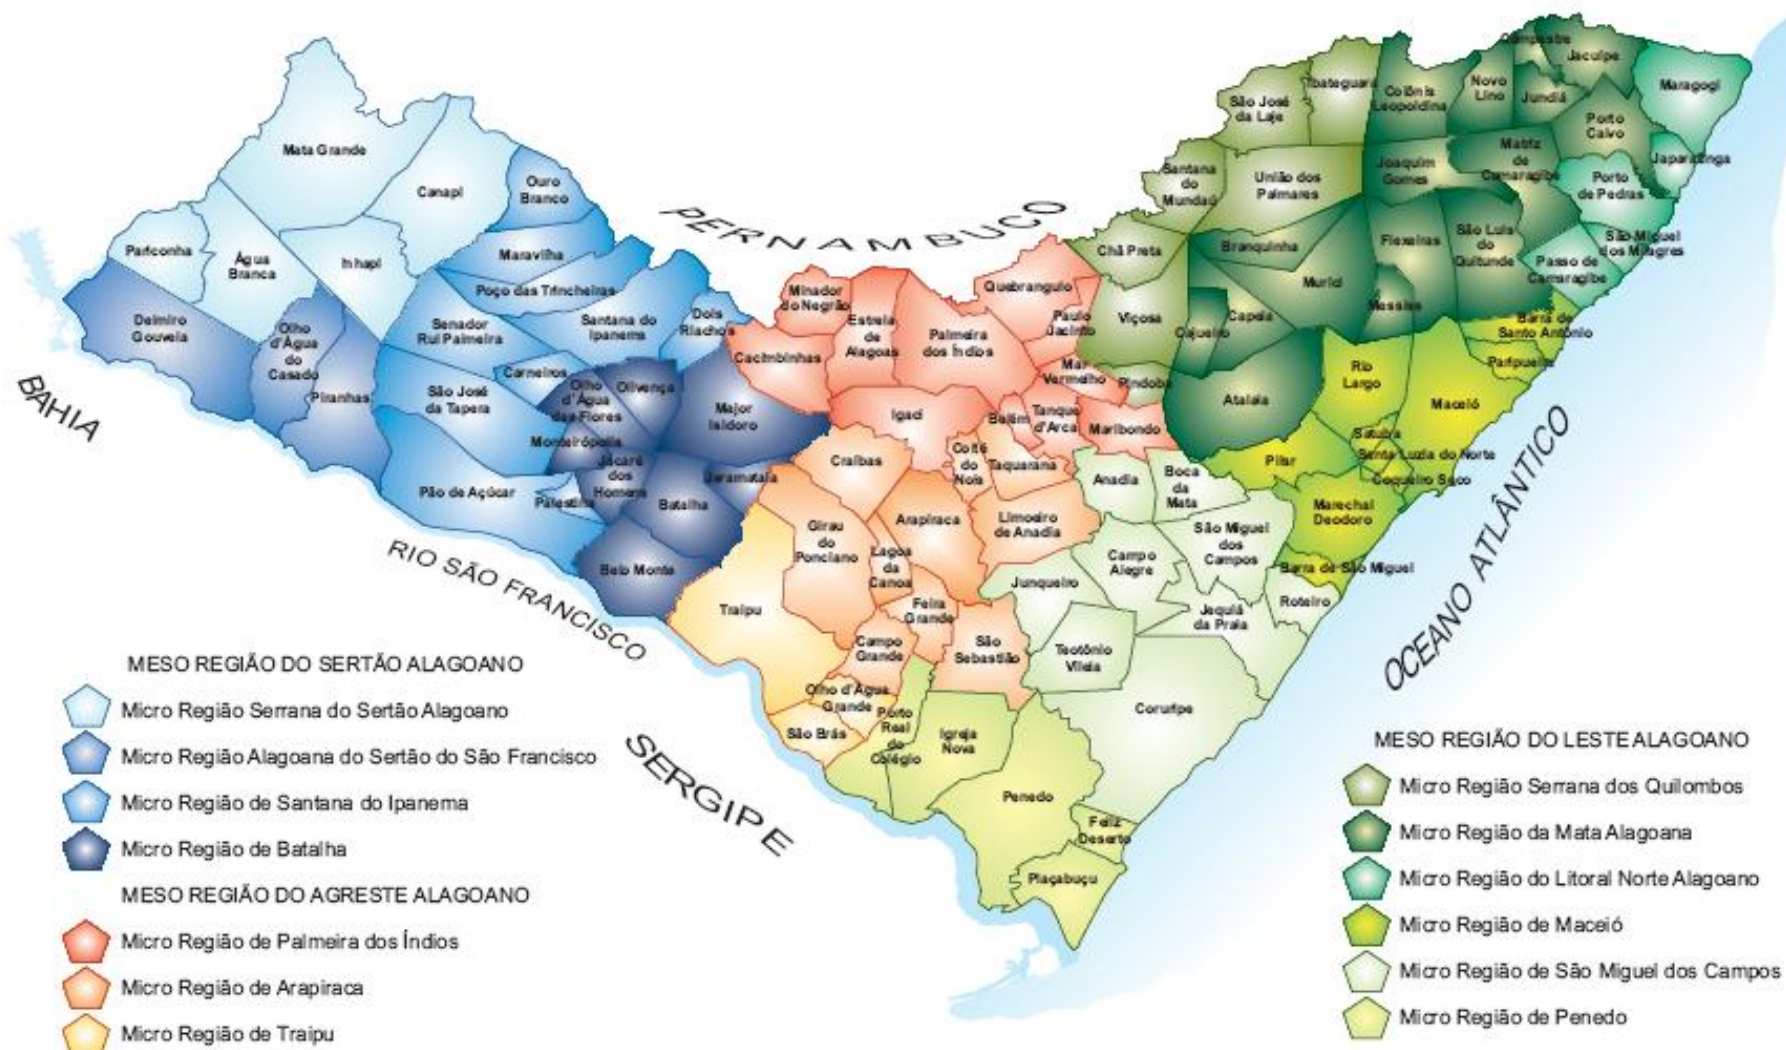 Campestre
Jacuípe
Maragogi
Ibateguara
São José
da Laje
Colônia
Leopoldina
Novo
Lino
Jundiá
Porto
Calvo
Mata Grande
Canapi
Ouro
Branco
Santana
do
Mundaú
União dos
Palmares
Joaquim
Gomes
Matriz
de
Camaragibe
Japaratinga
Porto
de Pedras
PERNAMBUCO
Pariconha
Água
Branca
Inhapi
Maravilha
Poço das Trincheiras
Chã Preta
Branquinha
Flexeiras
São Luis
do
Quitunde
São Miguel
dos Milagres
Passo de
Camaragibe
Delmiro
Gouveia
Olho
d'Água
do
Casado
Piranhas
Senador
Rui Palmeira
Santana do
Ipanema
Dois
Riachos
Minador
do Negrão
Estrela
de
Alagoas
Quebrangulo
Palmeira
dos Índios
Paulo
Jacinto
Viçosa
Cajueiro
Capela
Murici
Messias
Barra de
Santo Antônio
Paripueira
BAHIA
São José
da Tapera
Carneiros
Olho
d'Água
das Flores
Olivença
Major
Isidoro
Cacimbinhas
Igaci
Mar
Vermelho
Pindoba
Belém
Tanque
d'Arca
Maribondo
Atalaia
Rio
Largo
Maceió
Monteirópolis
Jacaré
dos
Homens
Jaramataia
Pão de Açúcar
Palestina
Batalha
Belo Monte
Craíbas
Coité
do
Nois
Taquarana
Anadia
Boca
da
Mata
Pilar
Satuba
Santa Luzia do Norte
Coqueiro Seco
Marechal
Deodoro
OCEANO ATLÂNTICO
RIO SÃO FRANCISCO
Traipu
Girau
do
Ponciano
Arapiraca
Lagoa
da
Canoa
Limoeiro
de Anadia
São Miguel
dos
Campos
Campo
Alegre
Junqueiro
Barra de São Miguel
Roteiro
Jequiá
da Praia
Feira
Grande
Campo
Grande
São
Sebastião
Teotônio
Vilela
Coruripe
Olho d'Água
Grande
São Brás
Porto
Real
do
Colégio
Igreja
Nova
Penedo
Feliz
Deserto
Piaçabuçu
SERGIPE
MESO REGIÃO DO SERTÃO ALAGOANO
Micro Região Serrana do Sertão Alagoano
Micro Região Alagoana do Sertão do São Francisco
Micro Região de Santana do Ipanema
Micro Região de Batalha
MESO REGIÃO DO AGRESTE ALAGOANO
Micro Região de Palmeira dos Índios
Micro Região de Arapiraca
Micro Região de Traipu
MESO REGIÃO DO LESTE ALAGOANO
Micro Região Serrana dos Quilombos
Micro Região da Mata Alagoana
Micro Região do Litoral Norte Alagoano
Micro Região de Maceió
Micro Região de São Miguel dos Campos
Micro Região de Penedo